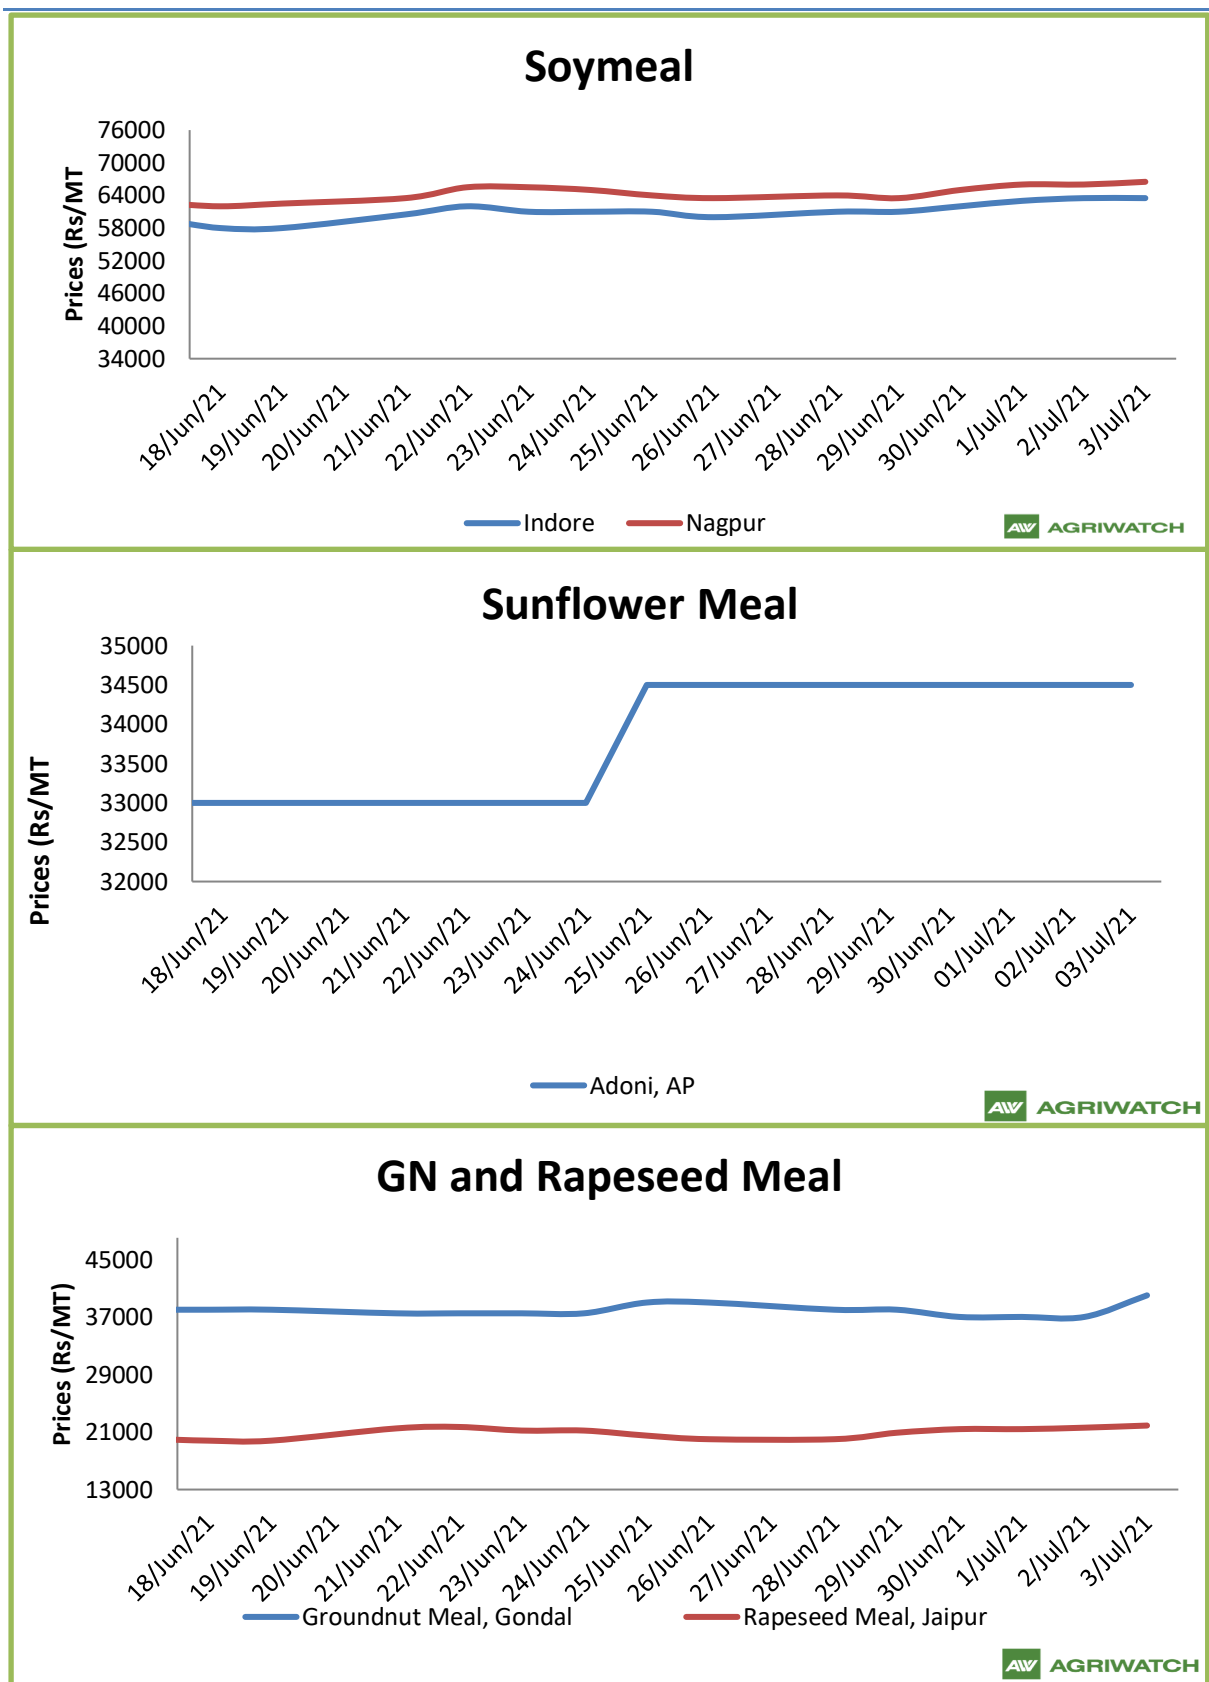 Soymeal
Prices (Rs/MT
76000
70000
64000
58000
52000
46000
40000
34000
18/Jun/21
19/Jun/21
20/Jun/21
21/Jun/21
22/Jun/21
23/Jun/21
24/Jun/21
25/Jun/21
26/Jun/21
27/Jun/21
28/Jun/21
29/Jun/21
30/Jun/21
1/Jul/21
2/Jul/21
3/Jul/21
Indore Nagpur
AW AGRIWATCH
Sunflower Meal
Prices (Rs/MT
35000
34500
34000
33500
33000
32500
32000
18/Jun/21
19/Jun/21
20/Jun/21
21/Jun/21
22/Jun/21
23/Jun/21
24/Jun/21
25/Jun/21
26/Jun/21
27/Jun/21
28/Jun/21
29/Jun/21
30/Jun/21
01/Jul/21
02/Jul/21
03/Jul/21
Adoni, AP
AW AGRIWATCH
GN and Rapeseed Meal
Prices (Rs/MT)
45000
37000
29000
21000
13000
18/Jun/21
19/Jun/21
20/Jun/21
21/Jun/21
22/Jun/21
23/Jun/21
24/Jun/21
25/Jun/21
26/Jun/21
27/Jun/21
28/Jun/21
29/Jun/21
30/Jun/21
1/Jul/21
2/Jul/21
3/Jul/21
Groundnut Meal, Gondal Rapeseed Meal, Jaipur
AW AGRIWATCH